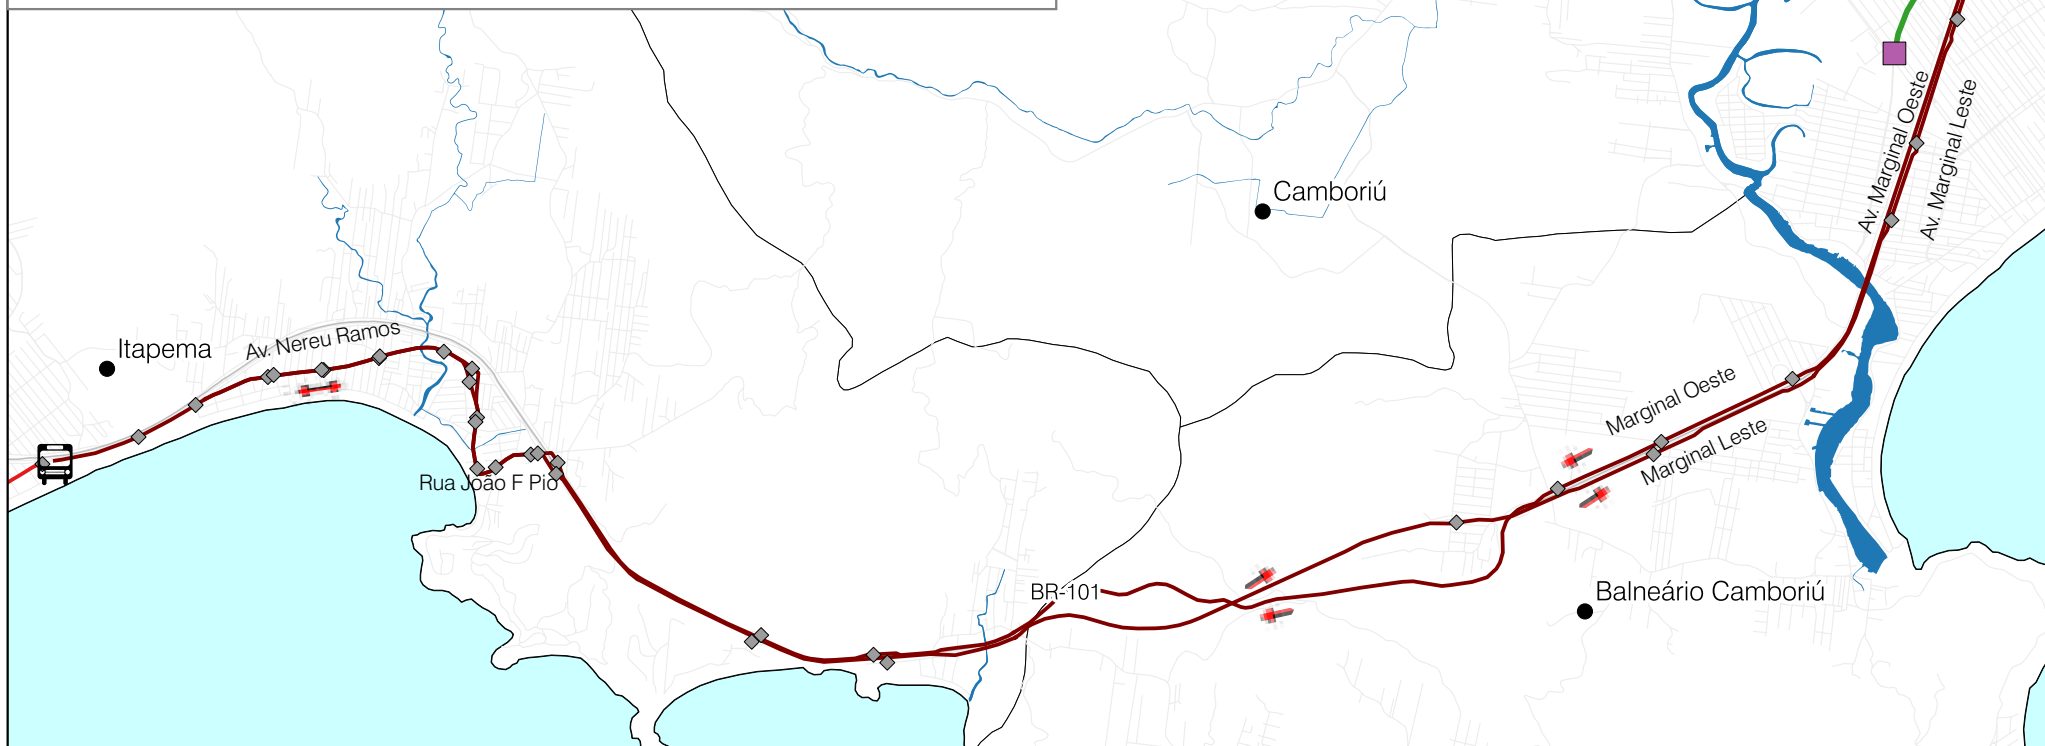 Av. Marginal Oeste
Av. Marginal Leste
Camboriú
Itapema
Av. Nereu Ramos
Marginal Oeste
Marginal Leste
Rua João F Pio
BR-101
Balneário Camboriú